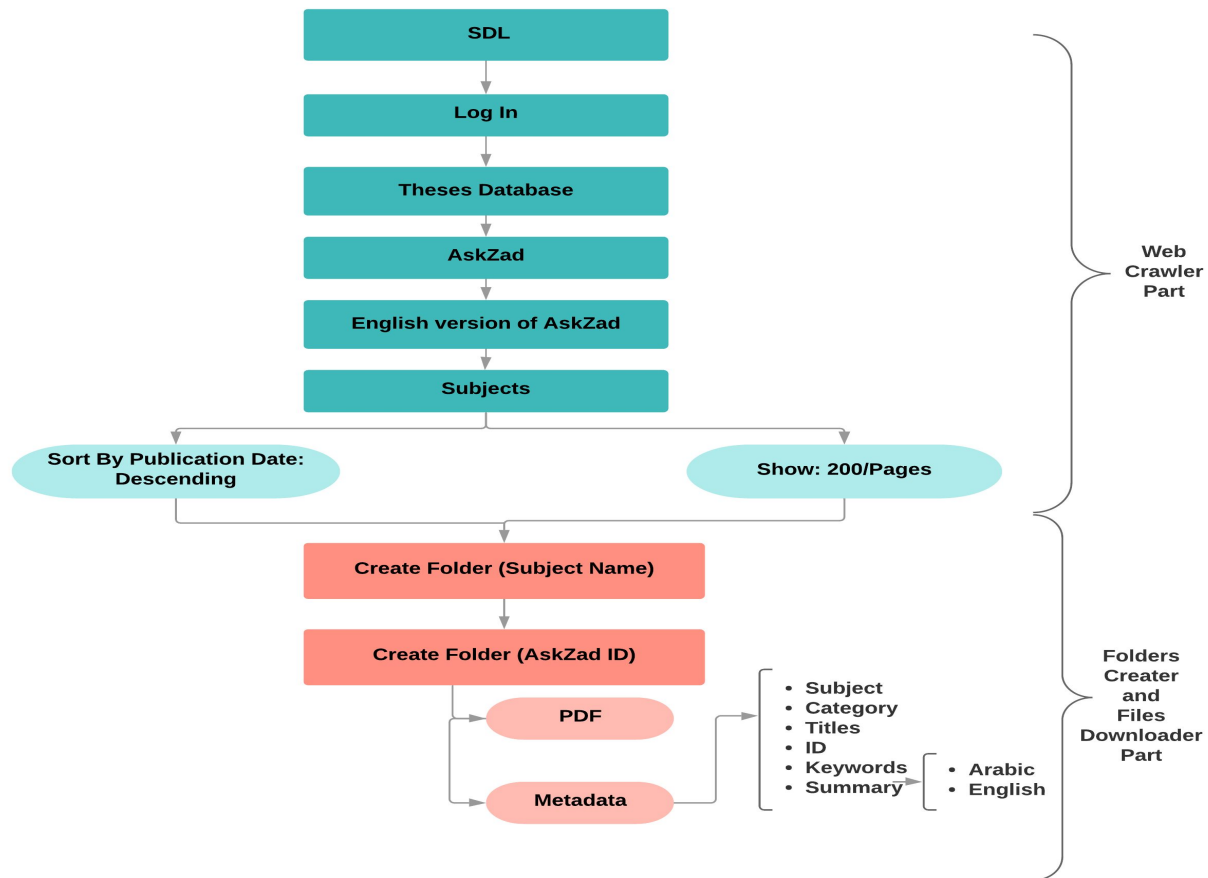 SDL
Log In
Theses Database
AskZad
English version of AskZad
Subjects
Sort By Publication Date:
Descending
Show: 200/Pages
Web
Crawler
Part
Create Folder (Subject Name)
Create Folder (AskZad ID)
PDF
Metadata
• Subject
• Category
• Titles
• ID
• Keywords
• Summary
• Arabic
• English
Folders
Creater
and
Files
Downloader
Part